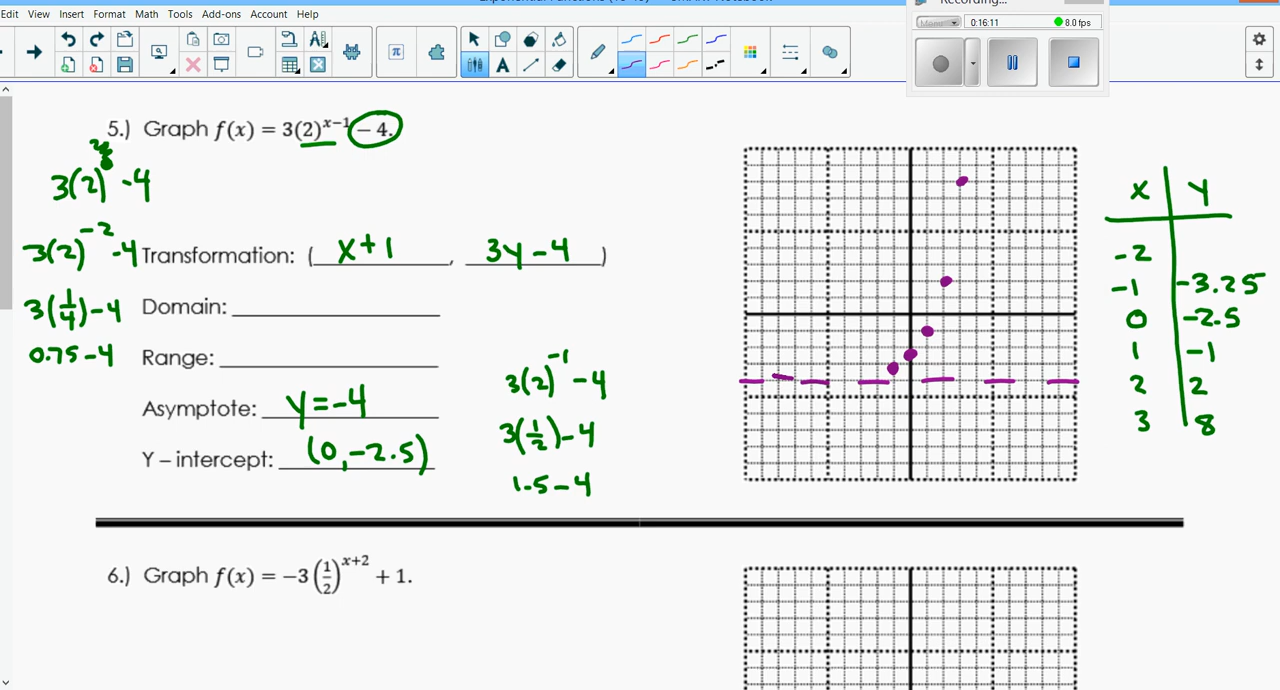 Edit View Insert Format Math Tools Add-ons Account Help
Recording...
Menu 0:16:11 8.0 fps
5.) Graph f(x) = 3(2)^{x−1} − 4.
3(2) -4
3(2)^{-2} -4
3(1/4) -4
0.75-4
Transformation: ( x+1 , 3y-4 )
Domain:
Range:
Asymptote: y=-4
Y – intercept: (0,-2.5)
3(2)^{-1} -4
3(1/2)-4
1.5-4
x y
-2
-1 -3.25
0 -2.5
1 -1
2 2
3 8
6.) Graph f(x) = −3(1/2)^{x+2} + 1.